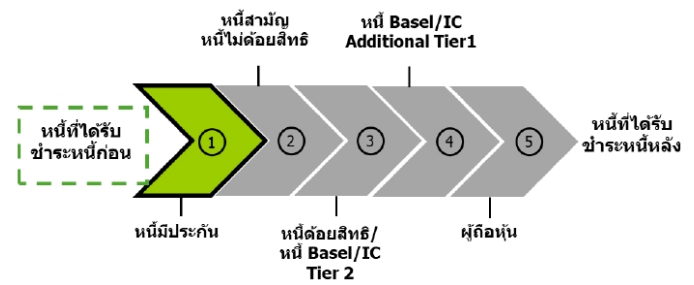 หนี้สามัญ
หนี้ไม่ด้อยสิทธิ
หนี้ Basel/IC
Additional Tier1
หนี้ที่ได้รับ
ชำระหนี้ก่อน
1
2
3
4
5
หนี้ที่ได้รับ
ชำระหนี้หลัง
หนี้มีประกัน
หนี้ด้อยสิทธิ/
หนี้ Basel/IC
Tier 2
ผู้ถือหุ้น